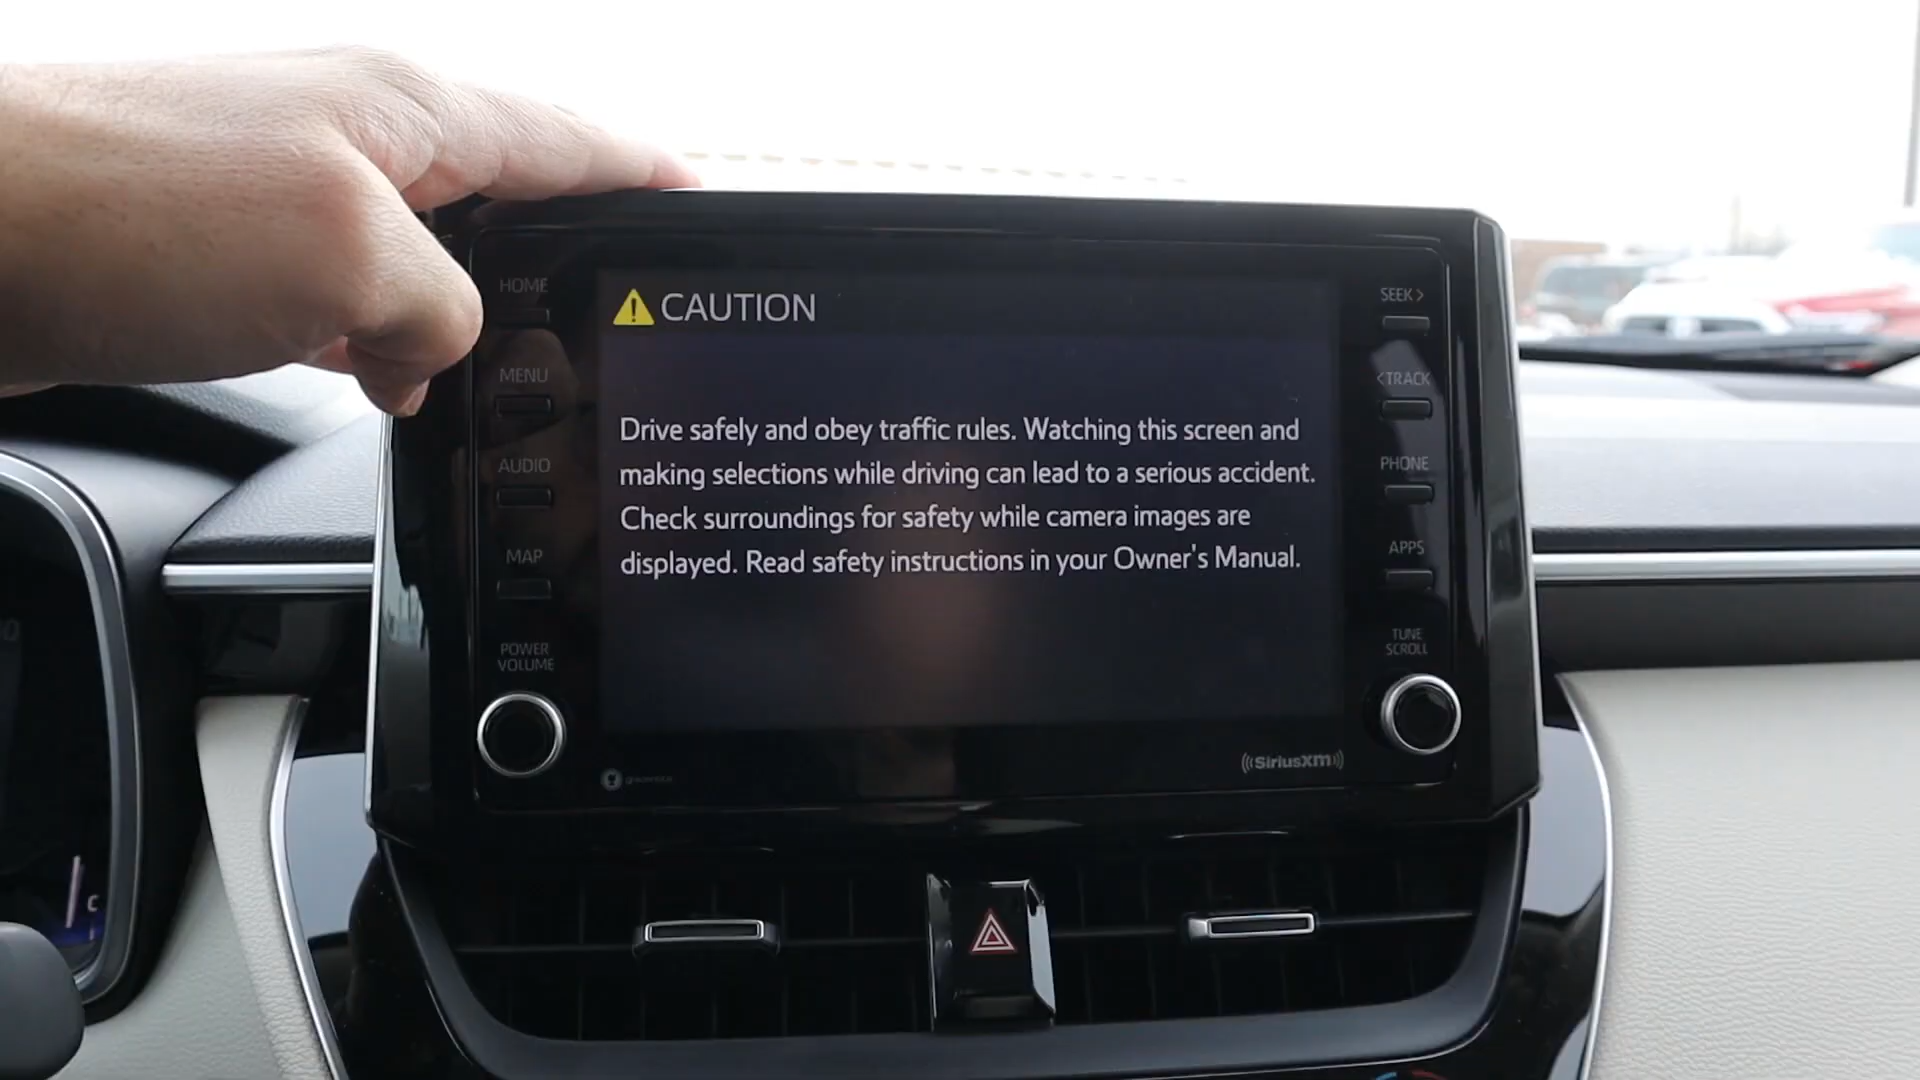 HOME
MENU
AUDIO
MAP
POWER
VOLUME
CAUTION
Drive safely and obey traffic rules. Watching this screen and
making selections while driving can lead to a serious accident.
Check surroundings for safety while camera images are
displayed. Read safety instructions in your Owner's Manual.
SEEK >
< TRACK
PHONE
APPS
TUNE
SCROLL
gracenote
((SiriusXM))
C